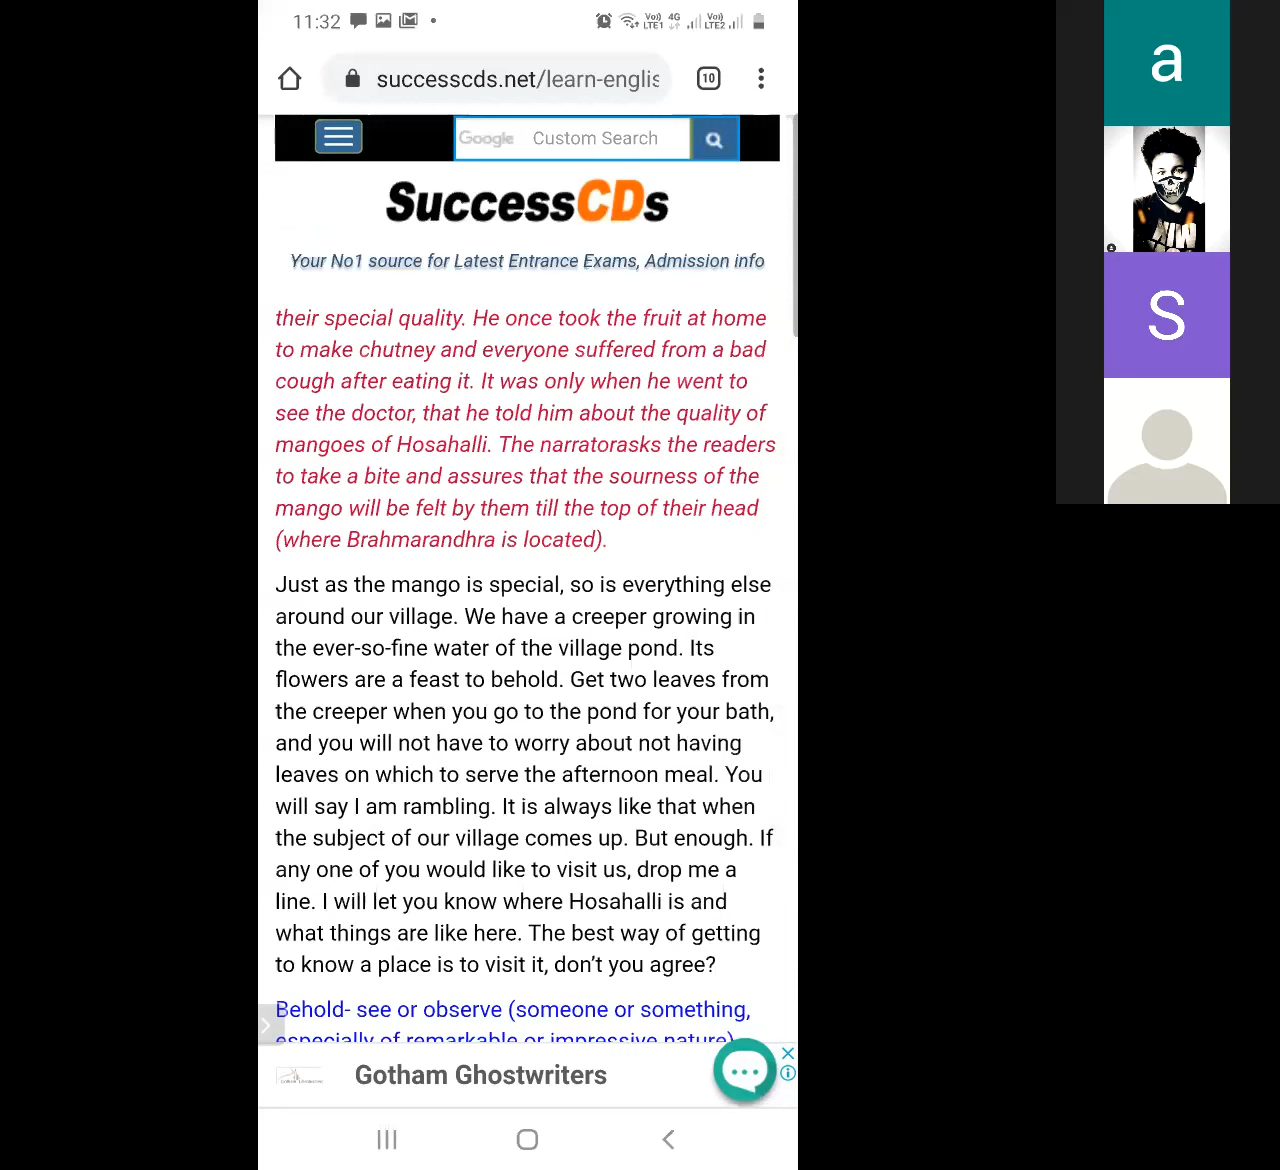 11:32
Vo) LTE1 4G Vo) LTE2
successcds.net/learn-englis
10
Google Custom Search
SuccessCDs
Your No1 source for Latest Entrance Exams, Admission info
their special quality. He once took the fruit at home
to make chutney and everyone suffered from a bad
cough after eating it. It was only when he went to
see the doctor, that he told him about the quality of
mangoes of Hosahalli. The narratorasks the readers
to take a bite and assures that the sourness of the
mango will be felt by them till the top of their head
(where Brahmarandhra is located).
Just as the mango is special, so is everything else
around our village. We have a creeper growing in
the ever-so-fine water of the village pond. Its
flowers are a feast to behold. Get two leaves from
the creeper when you go to the pond for your bath,
and you will not have to worry about not having
leaves on which to serve the afternoon meal. You
will say I am rambling. It is always like that when
the subject of our village comes up. But enough. If
any one of you would like to visit us, drop me a
line. I will let you know where Hosahalli is and
what things are like here. The best way of getting
to know a place is to visit it, don’t you agree?
Behold- see or observe (someone or something,
especially of remarkable or impressive nature)
Gotham Ghostwriters
a
S